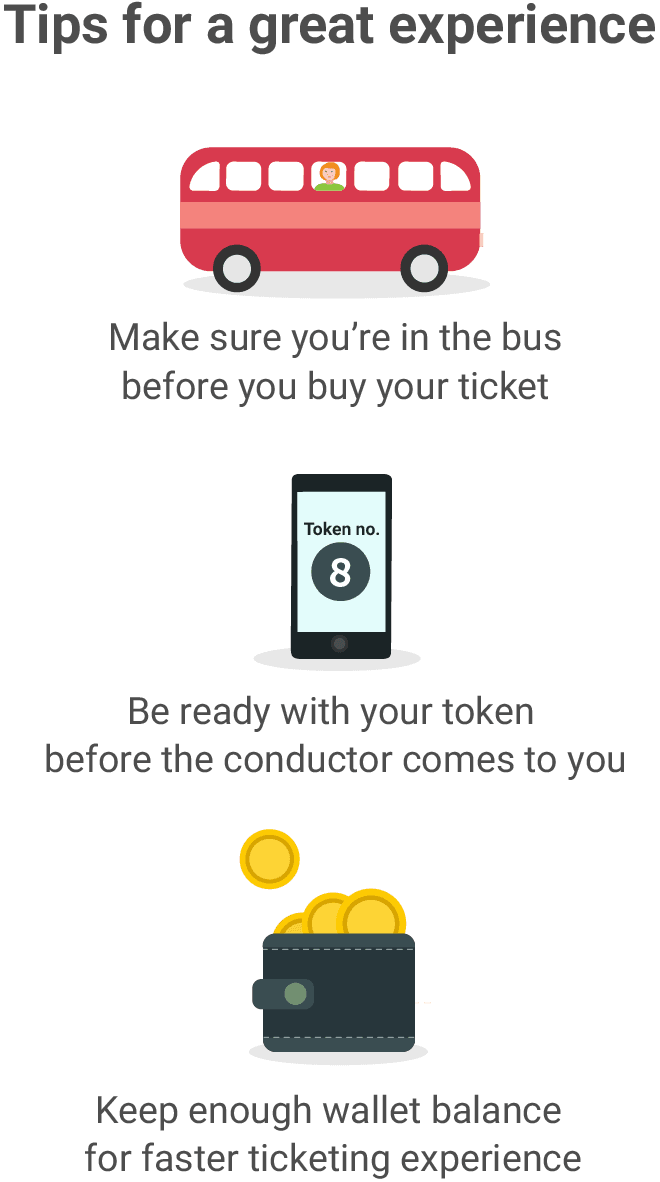 Tips for a great experience
Make sure you’re in the bus
before you buy your ticket
Token no.
8
Be ready with your token
before the conductor comes to you
Keep enough wallet balance
for faster ticketing experience